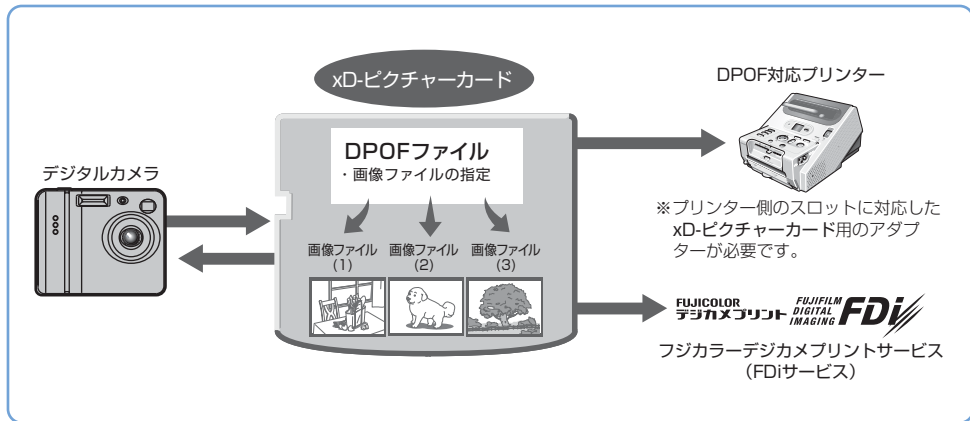 xD-ピクチャーカード
DPOF対応プリンター
DPOFファイル
・画像ファイルの指定
デジタルカメラ
※プリンター側のスロットに対応した
xD-ピクチャーカード用のアダプ
ターが必要です。
画像ファイル 画像ファイル 画像ファイル
(1) (2) (3)
FUJICOLOR
デジカメプリント
FUJIFILM
DIGITAL
IMAGING
FDi
フジカラーデジカメプリントサービス
(FDiサービス)